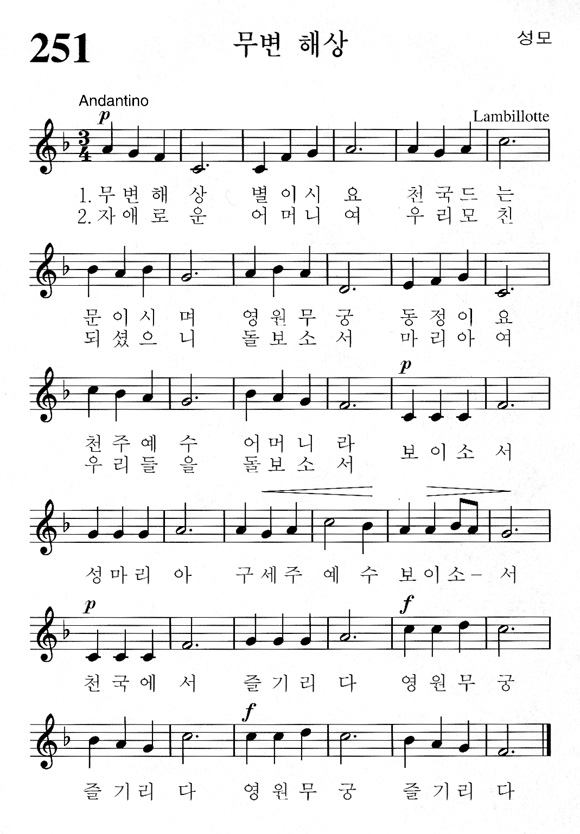 251 무변 해상 성모
Andantino
p Lambillotte
3/4
1. 무변해 상 별이시 요 천국드 는
2. 자애로 운 어머니 여 우리모 친
문이시 며 영원무 궁 동정이 요
되셨으 니 돌보소 서 마리아 여
p
천주예 수 어머니 라 보이소 서
우리들 을 돌보소 서
성마리 아 구세주 예 수 보이소– 서
p f
천국에 서 즐기리 다 영원무 궁
f
즐기리 다 영원무 궁 즐기리 다